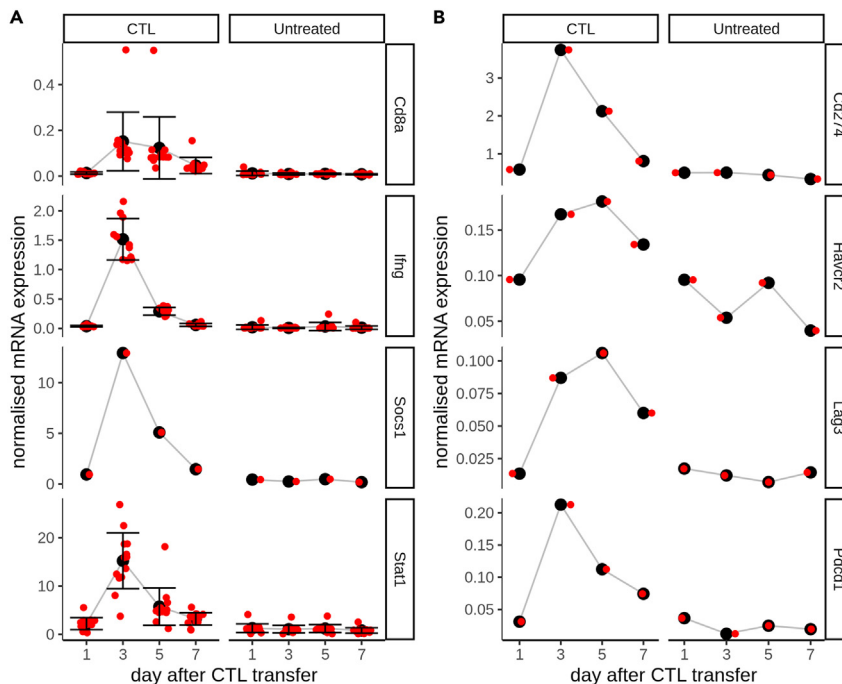 A
CTL
Untreated
normalised mRNA expression
0.4
0.2
0.0
Cd8a
2.0
1.5
1.0
0.5
0.0
Ifng
10
5
0
Socs1
20
10
0
Stat1
1 3 5 7
1 3 5 7
day after CTL transfer
B
CTL
Untreated
normalised mRNA expression
3
2
1
Cd274
0.15
0.10
0.05
Havcr2
0.100
0.075
0.050
0.025
Lag3
0.20
0.15
0.10
0.05
Pdcd1
1 3 5 7
1 3 5 7
day after CTL transfer